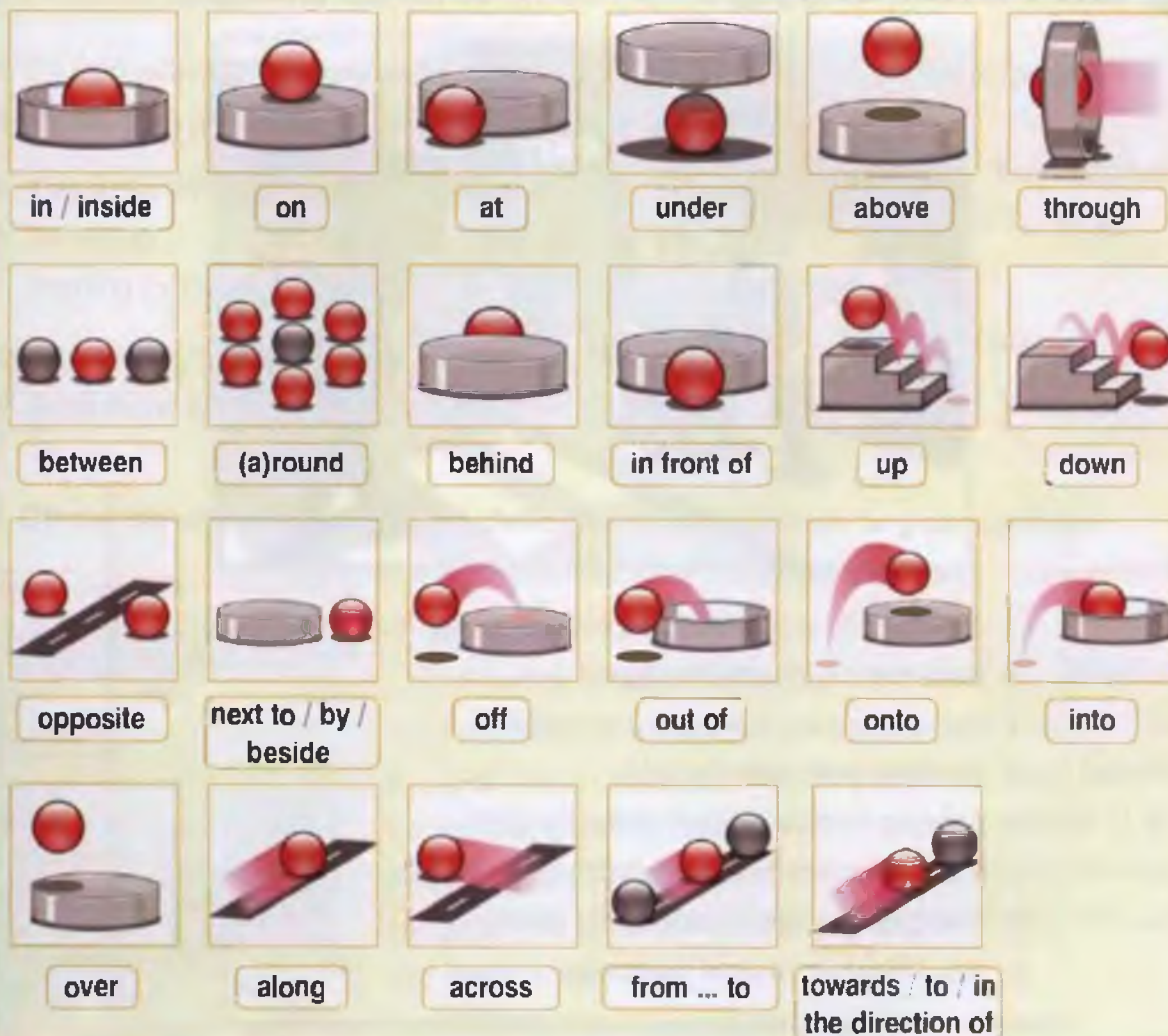 in / inside
on
at
under
above
through
between
(a)round
behind
in front of
up
down
opposite
next to / by /
beside
off
out of
onto
into
over
along
across
from ... to
towards / to / in
the direction of